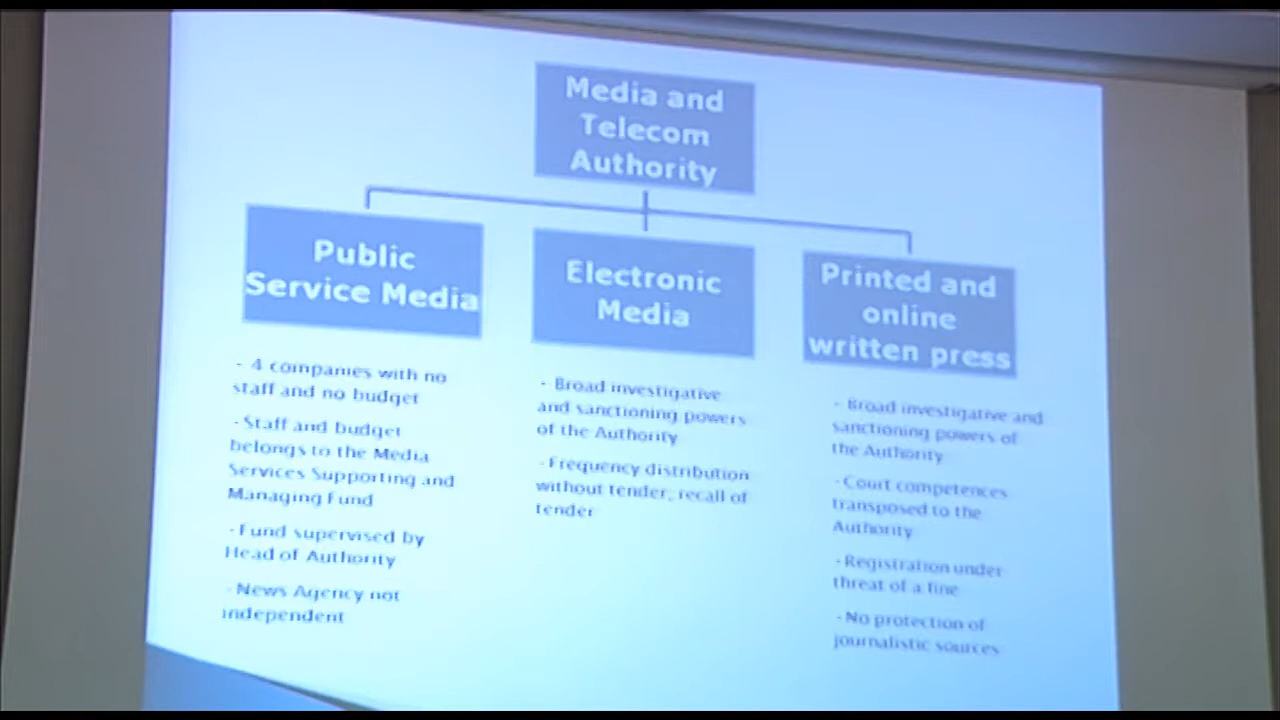 Media and
Telecom
Authority
Public
Service Media
Electronic
Media
Printed and
online
written press
- 4 companies with no
staff and no budget
- Staff and budget
belongs to the Media
Services Supporting and
Managing Fund
- Fund supervised by
Head of Authority
- News Agency not
independent
- Broad investigative
and sanctioning powers
of the Authority
- Frequency distribution
without tender, recall of
tender
- Broad investigative and
sanctioning powers of
the Authority
- Court competences
transposed to the
Authority
- Registration under
threat of a fine
- No protection of
journalistic sources